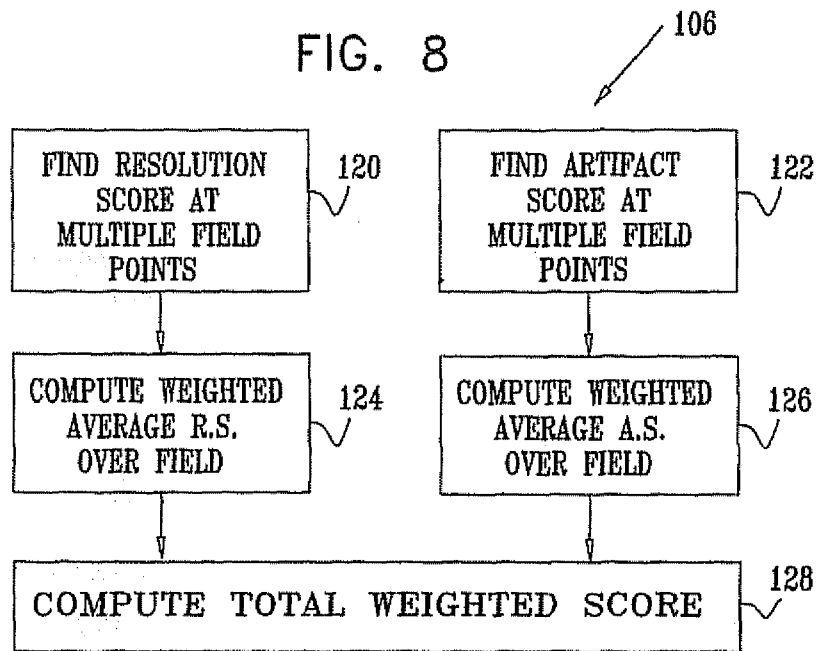 FIG. 8
106
FIND RESOLUTION
SCORE AT
MULTIPLE FIELD
POINTS
120
FIND ARTIFACT
SCORE AT
MULTIPLE FIELD
POINTS
122
COMPUTE WEIGHTED
AVERAGE R.S.
OVER FIELD
124
COMPUTE WEIGHTED
AVERAGE A.S.
OVER FIELD
126
COMPUTE TOTAL WEIGHTED SCORE
128